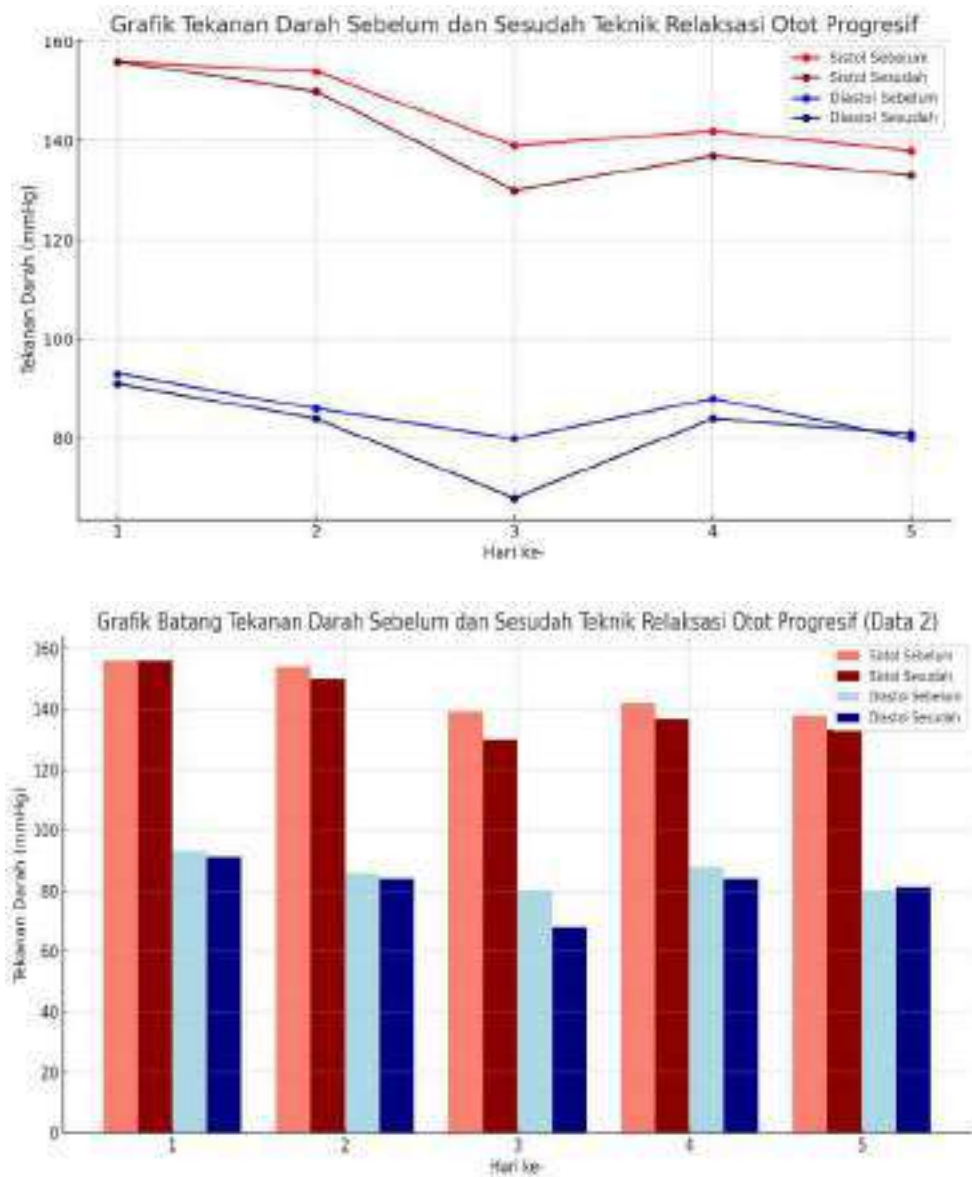 Grafik Tekanan Darah Sebelum dan Sesudah Teknik Relaksasi Otot Progresif
160
140
120
100
80
Tekanan Darah (mmHg)
Sistol Sebelum
Sistol Sesudah
Diastol Sebelum
Diastol Sesudah
1 2 3 4 5
Hari ke-
Grafik Batang Tekanan Darah Sebelum dan Sesudah Teknik Relaksasi Otot Progresif (Data 2)
160
140
120
100
80
60
40
20
0
Tekanan Darah (mmHg)
Sistol Sebelum
Sistol Sesudah
Diastol Sebelum
Diastol Sesudah
1 2 3 4 5
Hari ke-